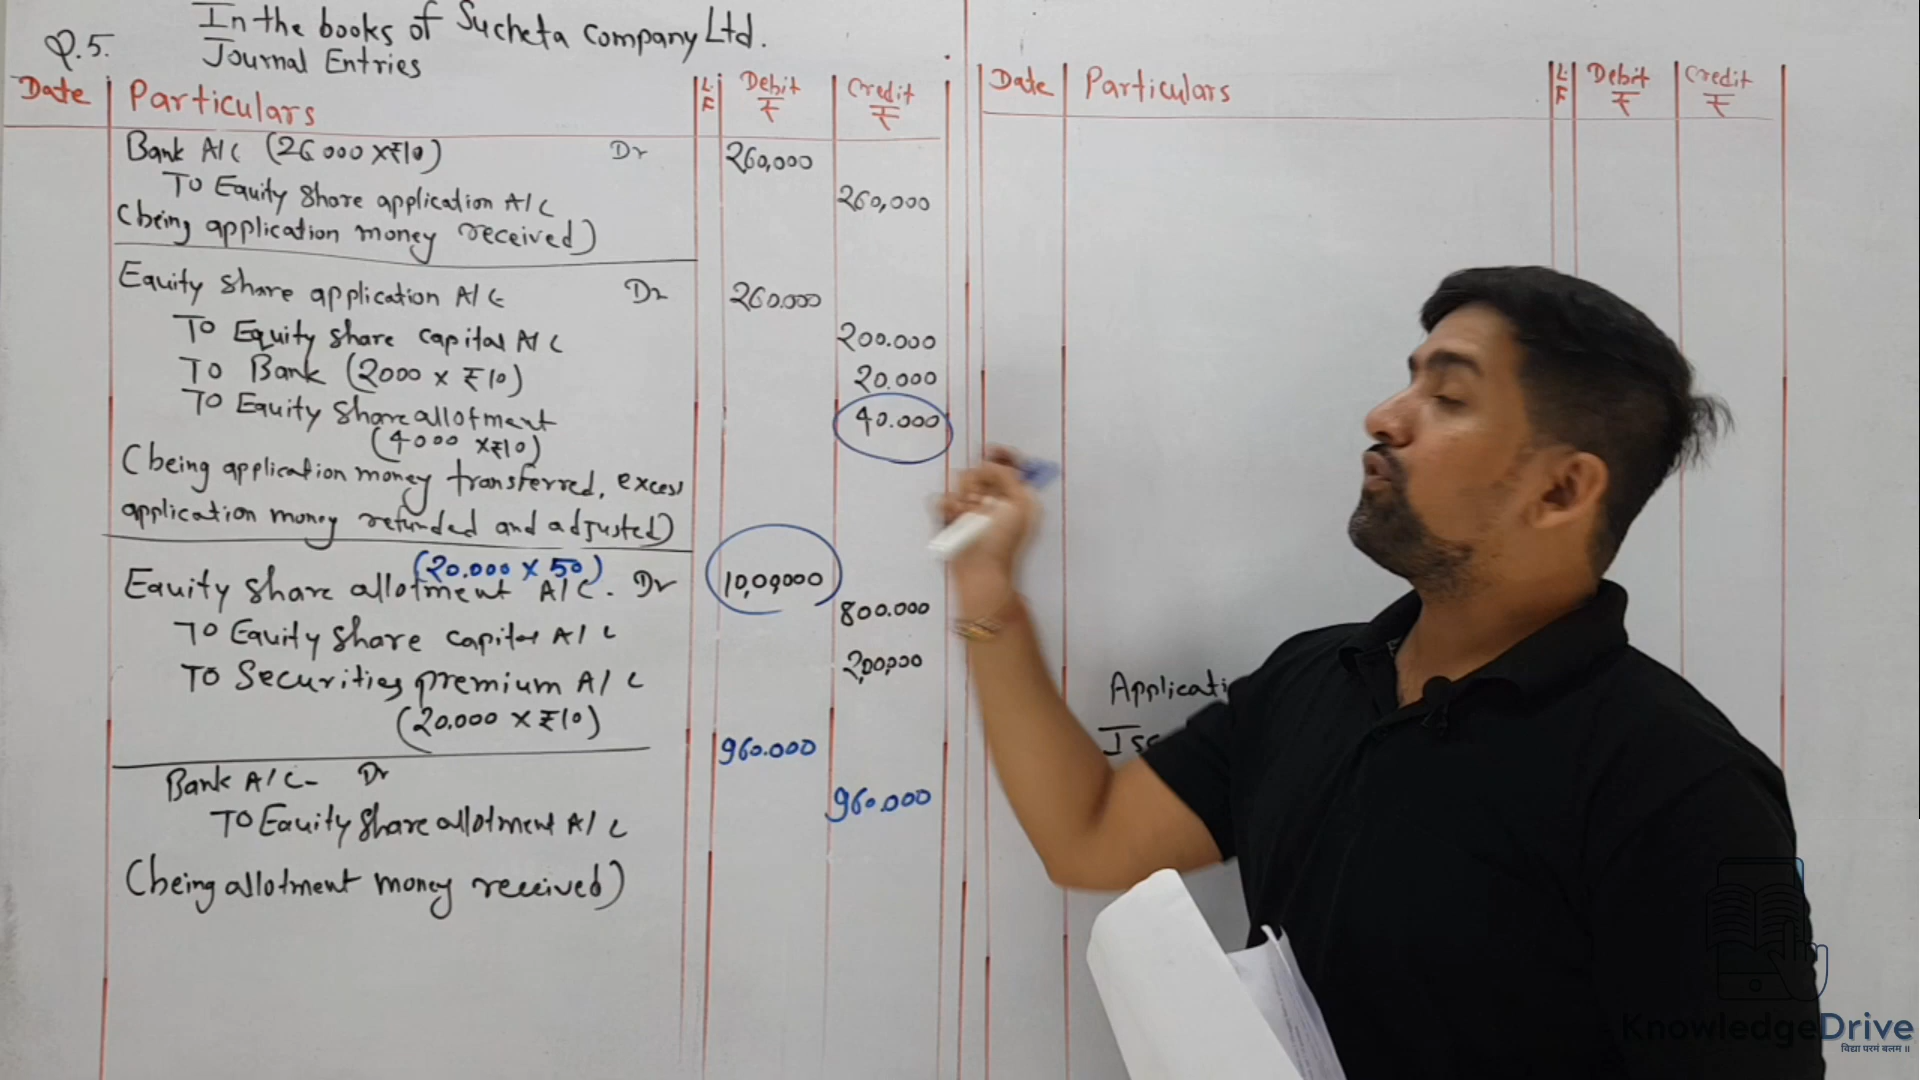 Q.5. In the books of Sucheta Company Ltd.
Journal Entries
Date Particulars L.F Debit ₹ Credit ₹
Bank A/C (26000 x ₹10) Dr 260,000
To Equity Share application A/C 260,000
(being application money received)
Equity Share application A/C Dr 260.000
To Equity Share Capital A/C 200.000
To Bank (2000 x ₹10) 20.000
To Equity Share allotment 40.000
(4000 x ₹10)
(being application money transferred, excess
application money refunded and adjusted)
(20.000 x 50)
Equity Share allotment A/C. Dr 10,00,000
To Equity Share capital A/C 800.000
To Securities premium A/C 2,00,000
(20.000 x ₹10)
Bank A/C- Dr 960.000
To Equity Share allotment A/C 960.000
(being allotment money received)
Date Particulars L.F Debit ₹ Credit ₹
Applicati
KnowledgeDrive
विद्या परमं बलम ॥